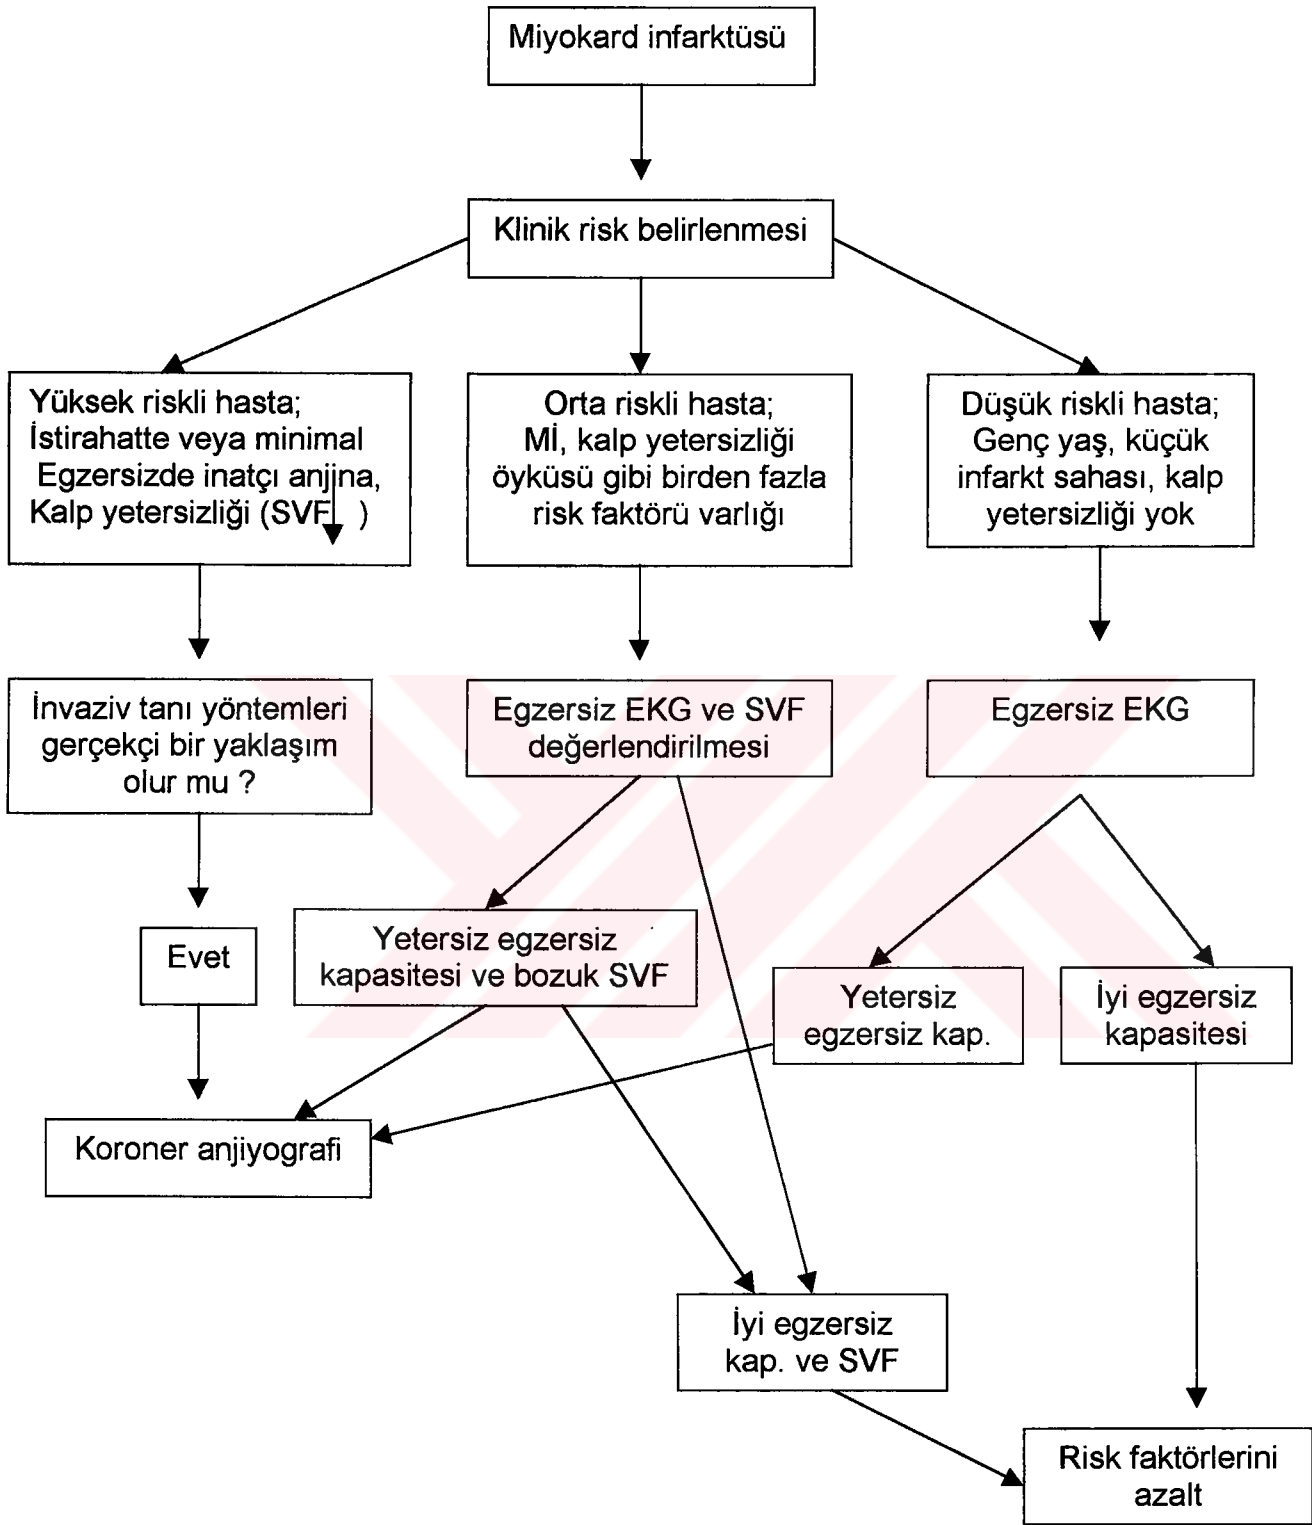 Miyokard infarktüsü
Klinik risk belirlenmesi
Yüksek riskli hasta;
İstirahatte veya minimal
Egzersizde inatçı anjina,
Kalp yetersizliği (SVF↓ )
Orta riskli hasta;
Mİ, kalp yetersizliği
öyküsü gibi birden fazla
risk faktörü varlığı
Düşük riskli hasta;
Genç yaş, küçük
infarkt sahası, kalp
yetersizliği yok
İnvaziv tanı yöntemleri
gerçekçi bir yaklaşım
olur mu ?
Egzersiz EKG ve SVF
değerlendirilmesi
Egzersiz EKG
Evet
Yetersiz egzersiz
kapasitesi ve bozuk SVF
Yetersiz
egzersiz kap.
İyi egzersiz
kapasitesi
Koroner anjiyografi
İyi egzersiz
kap. ve SVF
Risk faktörlerini
azalt